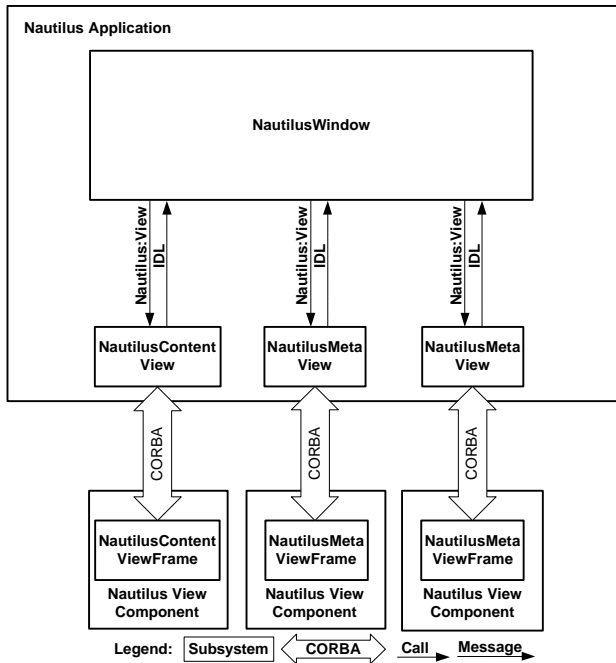 Nautilus Application
NautilusWindow
Nautilus:View
IDL
Nautilus:View
IDL
Nautilus:View
IDL
NautilusContent
View
NautilusMeta
View
NautilusMeta
View
CORBA
CORBA
CORBA
NautilusContent
ViewFrame
Nautilus View
Component
NautilusMeta
ViewFrame
Nautilus View
Component
NautilusMeta
ViewFrame
Nautilus View
Component
Legend: Subsystem CORBA Call Message